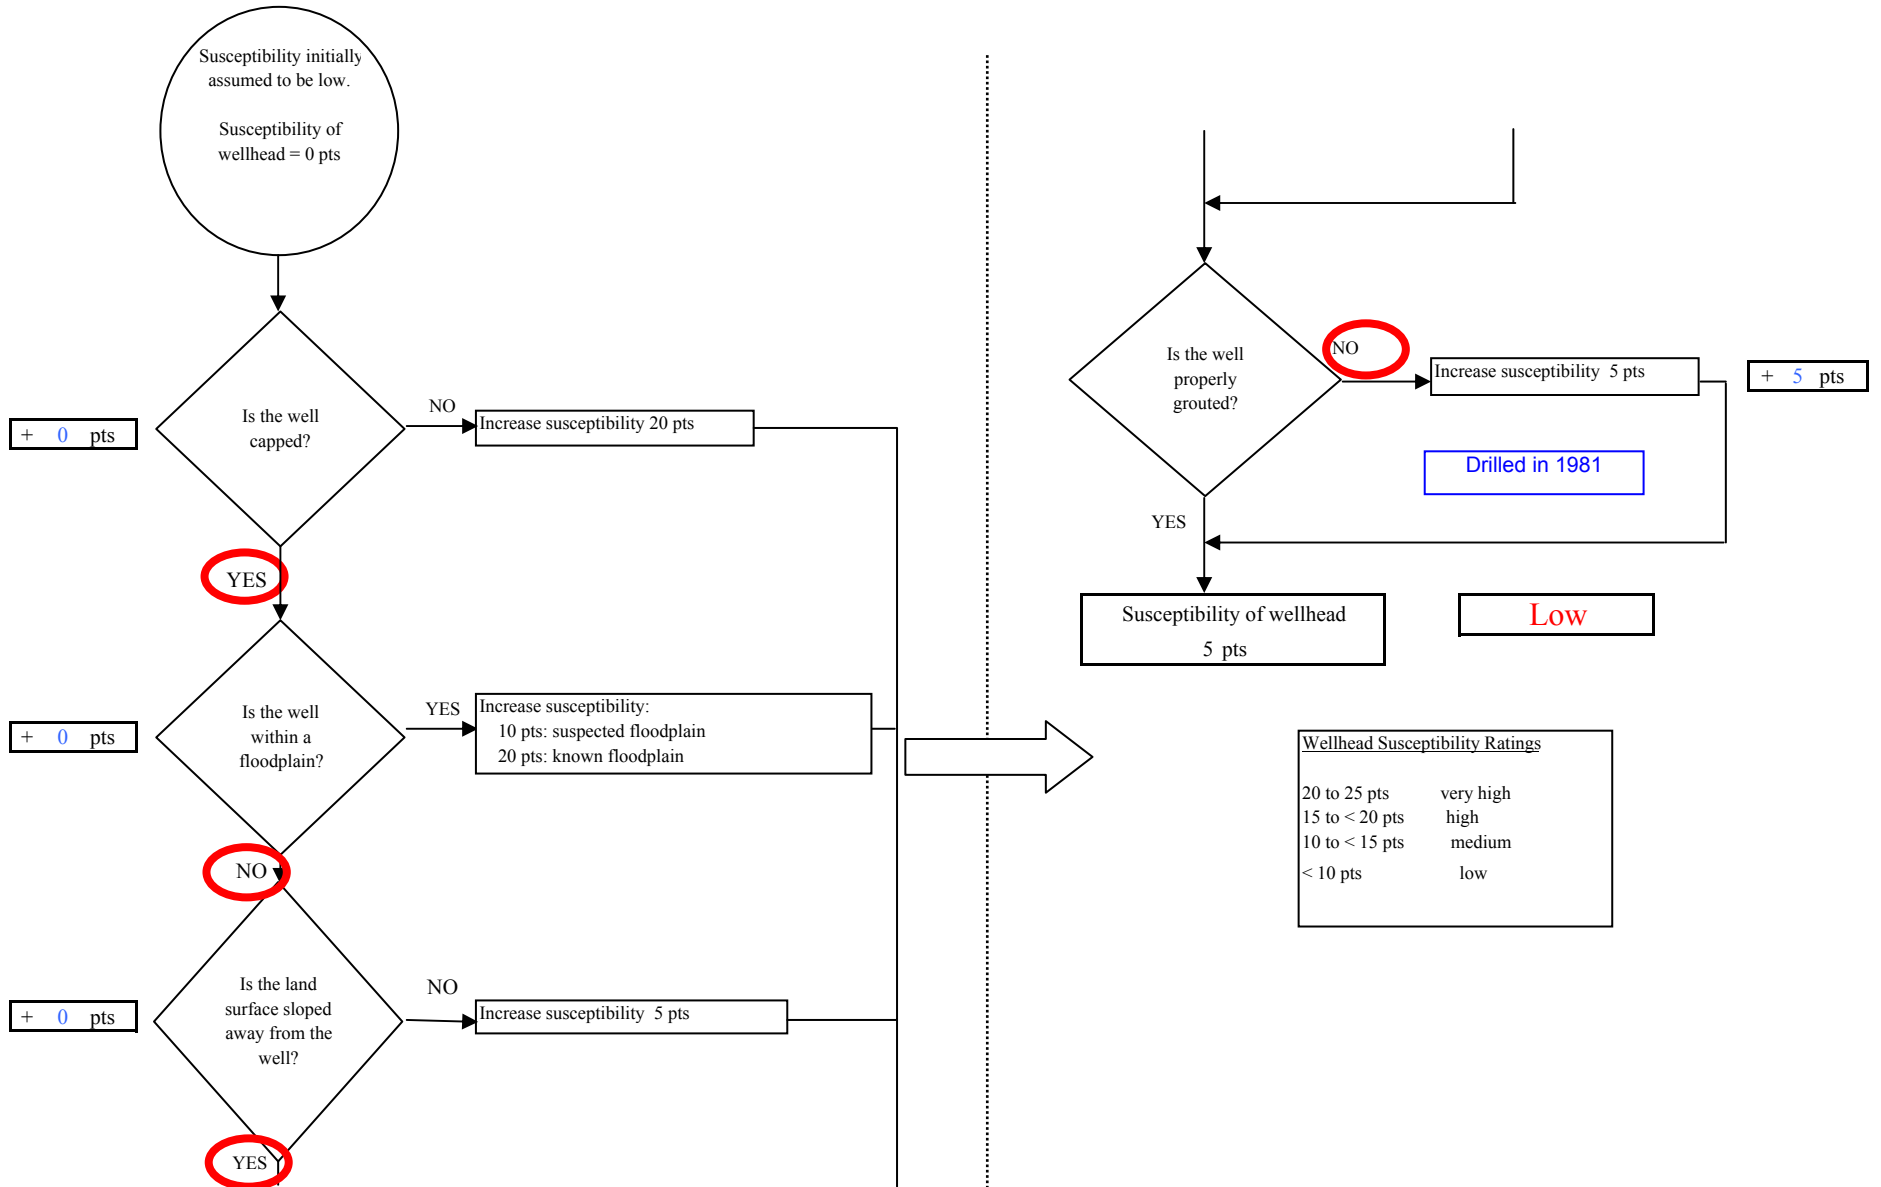 Susceptibility initially
assumed to be low.
Susceptibility of
wellhead = 0 pts
Is the well
capped?
NO
Increase susceptibility 20 pts
+ 0 pts
YES
Is the well
within a
floodplain?
YES
Increase susceptibility:
10 pts: suspected floodplain
20 pts: known floodplain
+ 0 pts
NO
Is the land
surface sloped
away from the
well?
NO
Increase susceptibility 5 pts
+ 0 pts
YES
Is the well
properly
grouted?
NO
Increase susceptibility 5 pts
+ 5 pts
Drilled in 1981
YES
Susceptibility of wellhead
5 pts
Low
Wellhead Susceptibility Ratings
20 to 25 pts very high
15 to < 20 pts high
10 to < 15 pts medium
< 10 pts low